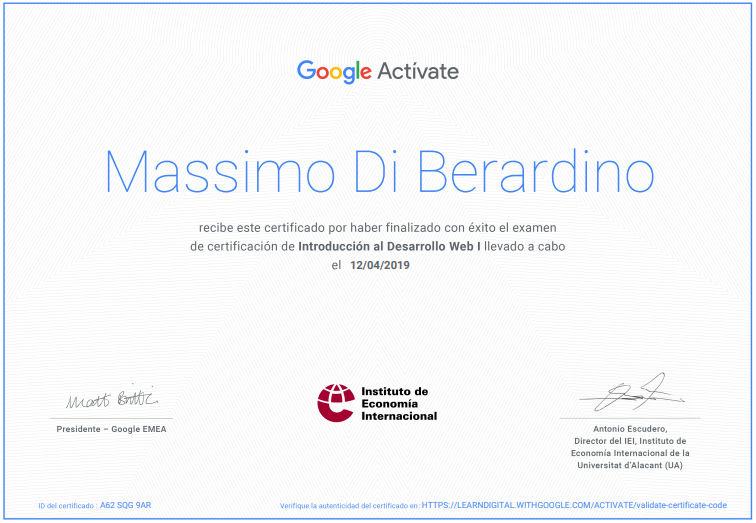 Google Actívate
Massimo Di Berardino
recibe este certificado por haber finalizado con éxito el examen
de certificación de Introducción al Desarrollo Web I llevado a cabo
el 12/04/2019
Matt Brittin
Presidente – Google EMEA
Instituto de
Economía
Internacional
Antonio Escudero,
Director del IEI, Instituto de
Economía Internacional de la
Universitat d'Alacant (UA)
ID del certificado : A62 SQG 9AR
Verifique la autenticidad del certificado en: HTTPS://LEARNDIGITAL.WITHGOOGLE.COM/ACTIVATE/validate-certificate-code